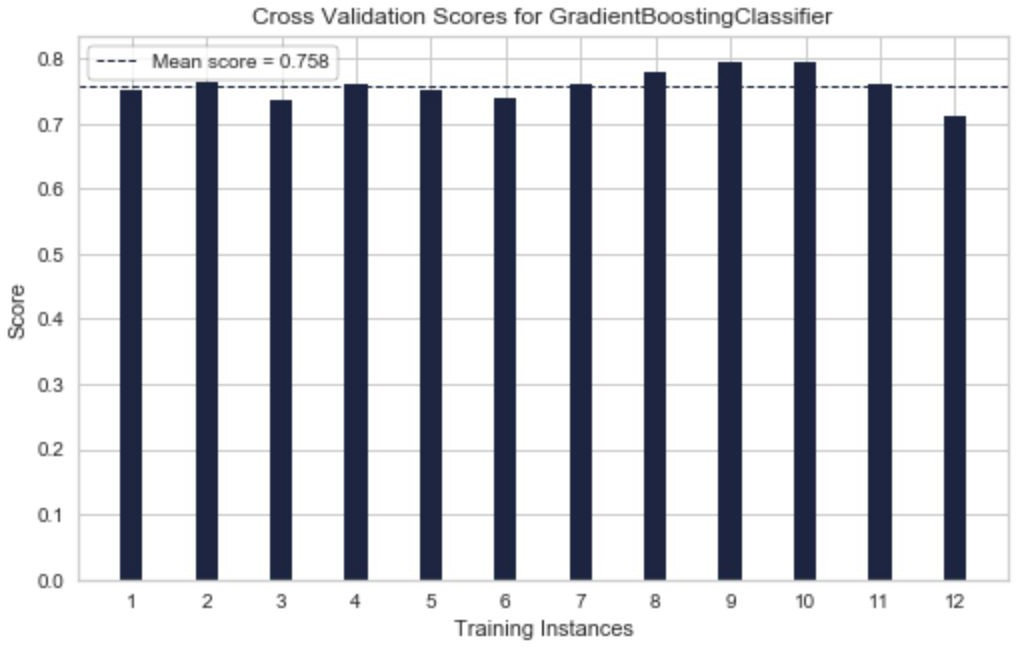 Cross Validation Scores for GradientBoostingClassifier
Mean score = 0.758
0.8
0.7
0.6
0.5
0.4
0.3
0.2
0.1
0.0
Score
1 2 3 4 5 6 7 8 9 10 11 12
Training Instances